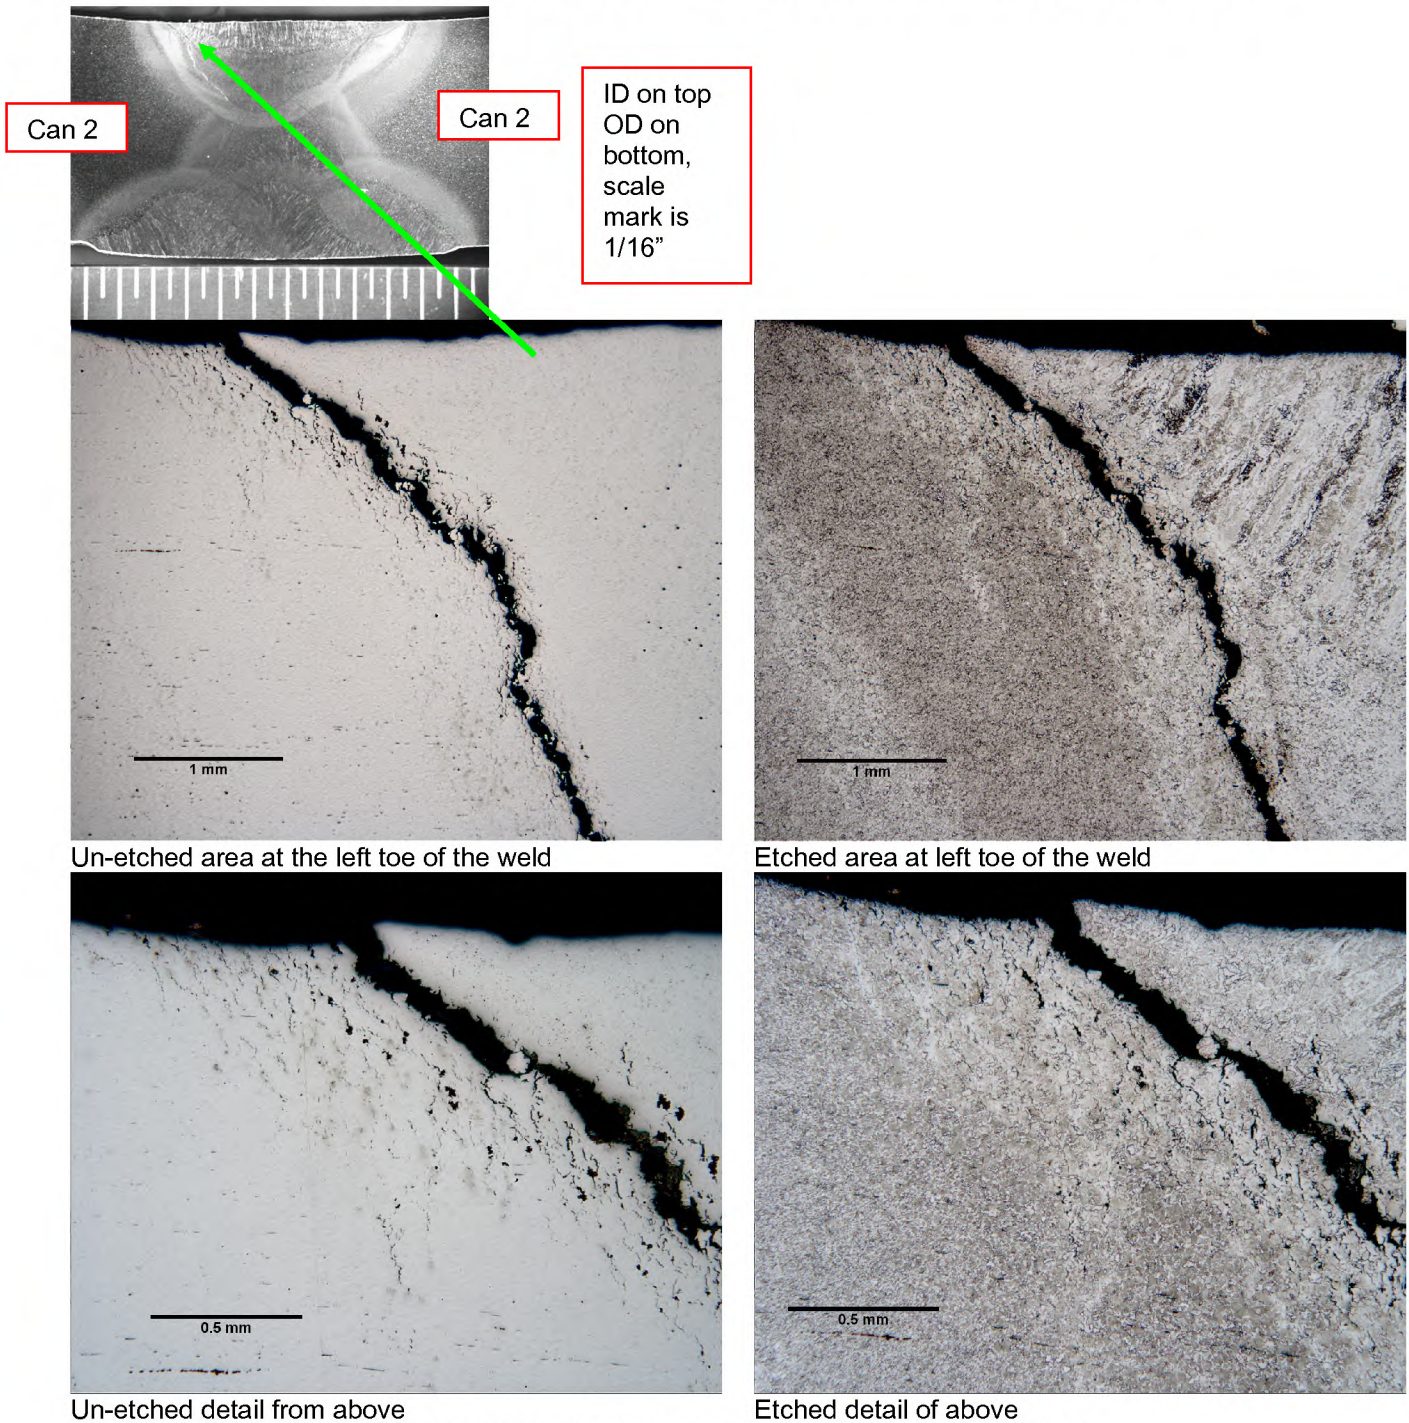 Can 2
Can 2
ID on top
OD on
bottom,
scale
mark is
1/16”
1 mm
1 mm
Un-etched area at the left toe of the weld
Etched area at left toe of the weld
0.5 mm
0.5 mm
Un-etched detail from above
Etched detail of above